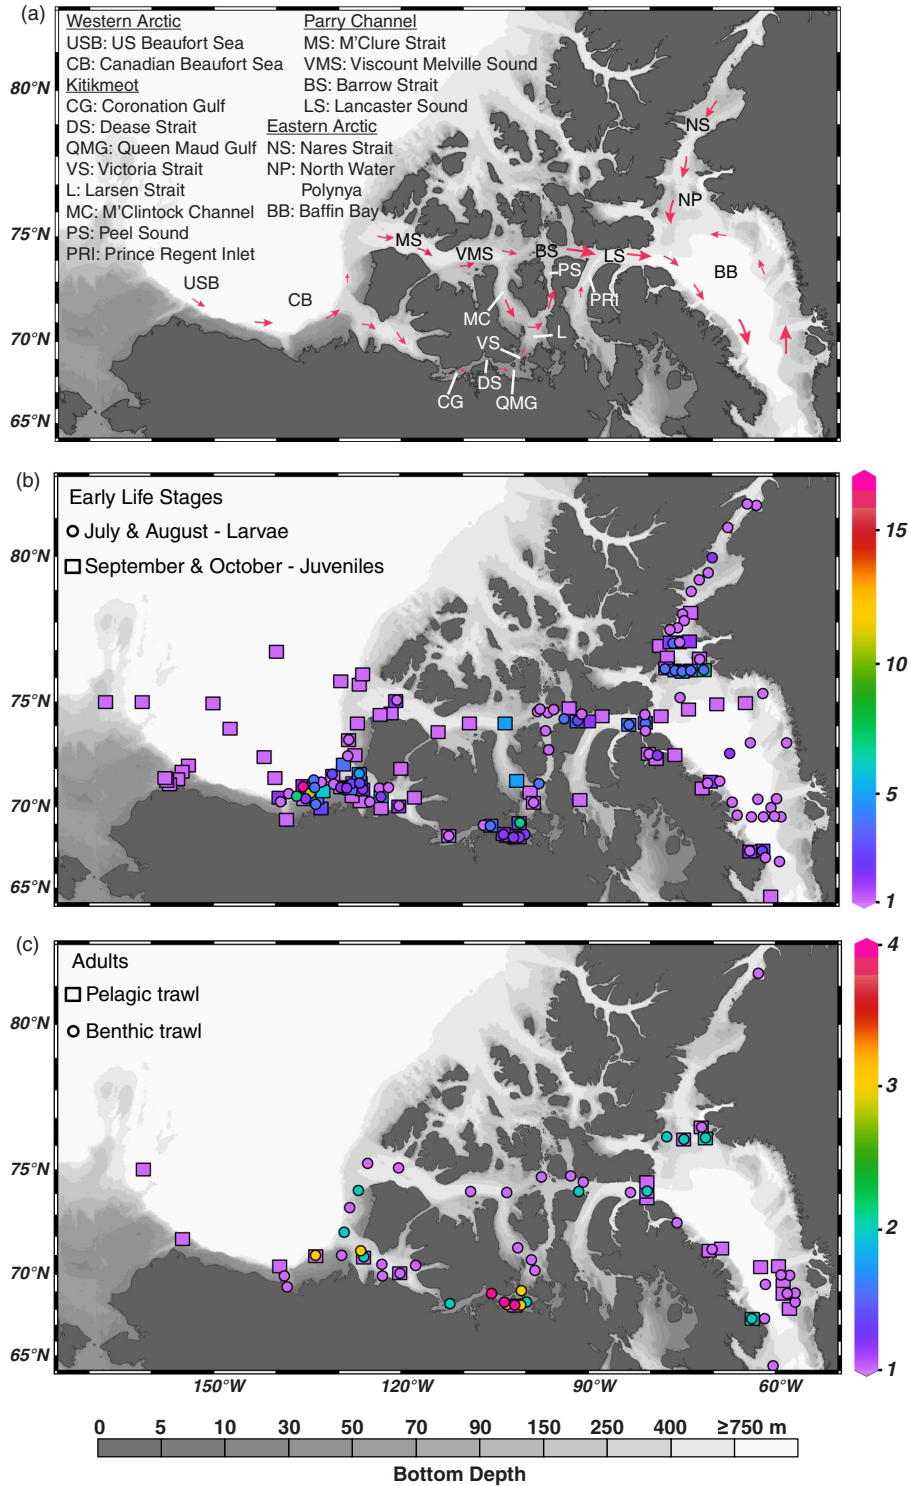 (a)
Western Arctic
USB: US Beaufort Sea
CB: Canadian Beaufort Sea
Kitikmeot
CG: Coronation Gulf
DS: Dease Strait
QMG: Queen Maud Gulf
VS: Victoria Strait
L: Larsen Strait
MC: M'Clintock Channel
PS: Peel Sound
PRI: Prince Regent Inlet
Parry Channel
MS: M'Clure Strait
VMS: Viscount Melville Sound
BS: Barrow Strait
LS: Lancaster Sound
Eastern Arctic
NS: Nares Strait
NP: North Water
Polynya
BB: Baffin Bay
80°N
75°N
70°N
65°N
NS
NP
MS
VMS
BS
LS
PS
BB
USB
CB
PRI
MC
L
VS
DS
CG
QMG
(b)
Early Life Stages
July & August - Larvae
September & October - Juveniles
80°N
75°N
70°N
65°N
15
10
5
1
(c)
Adults
Pelagic trawl
Benthic trawl
80°N
75°N
70°N
65°N
4
3
2
1
150°W
120°W
90°W
60°W
0 5 10 30 50 70 90 150 250 400 ≥750 m
Bottom Depth